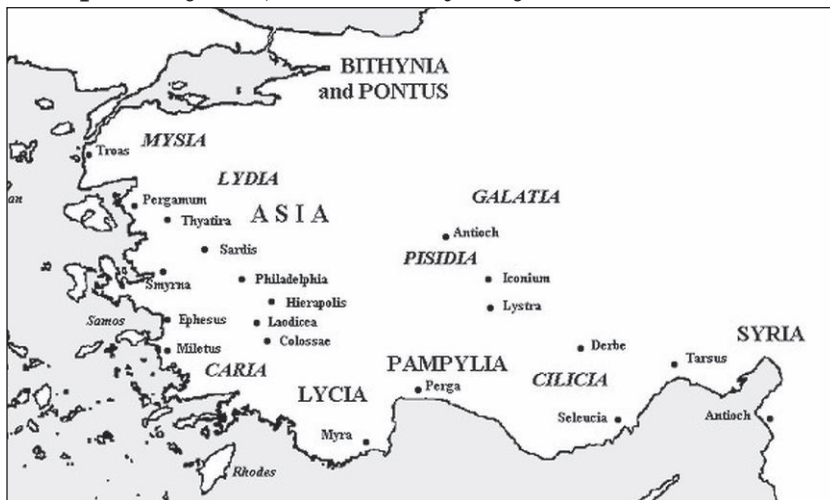 BITHYNIA
and PONTUS
MYSIA
Troas
LYDIA
an
Pergamum
GALATIA
Thyatira
ASIA
Antioch
Sardis
PISIDIA
Smyrna
Philadelphia
Iconium
Hierapolis
Lystra
Samos
Ephesus
Laodicea
SYRIA
Miletus
Colossae
Derbe
CARIA
PAMPYLIA
Tarsus
LYCIA
Perga
CILICIA
Seleucia
Antioch
Myra
Rhodes